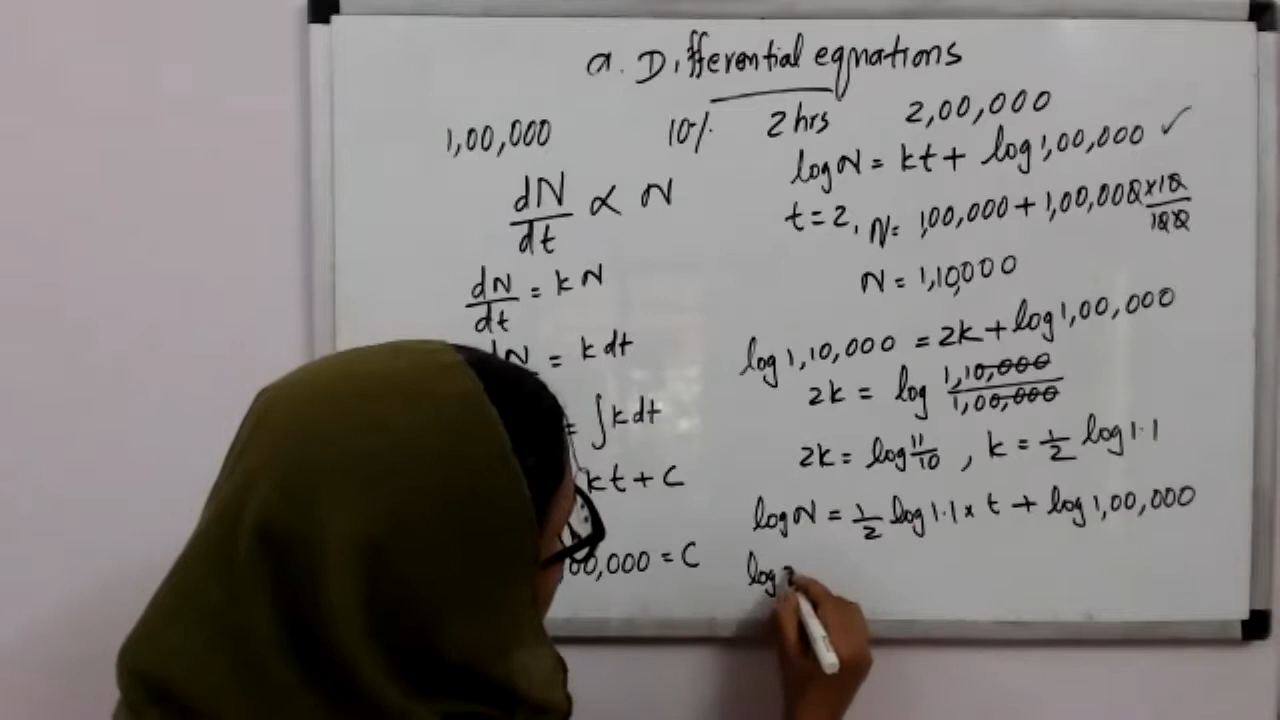 a. Differential equations
1,00,000 10% 2 hrs 2,00,000
dN/dt ∝ N
dN/dt = kN
dN = k dt
= ∫k dt
kt + C
00,000 = C
log N = kt + log 1,00,000 ✓
t = 2, N = 1,00,000 + 1,00,000 × 10/100
N = 1,10,000
log 1,10,000 = 2k + log 1,00,000
2k = log 1,10,000/1,00,000
2k = log 11/10 , k = 1/2 log 1.1
log N = 1/2 log 1.1 × t + log 1,00,000
log 2